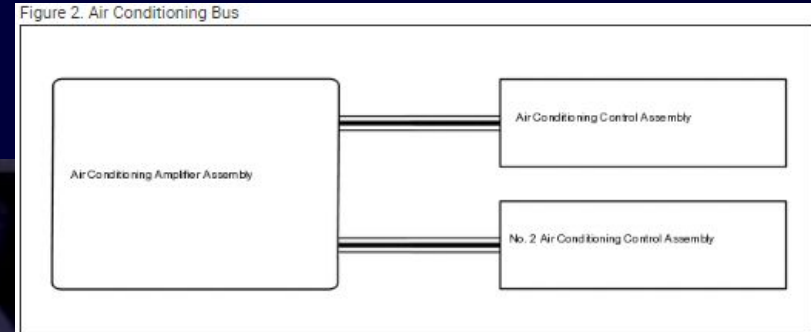 Figure 2. Air Conditioning Bus
Air Conditioning Control Assembly
Air Conditioning Amplifier Assembly
No. 2 Air Conditioning Control Assembly